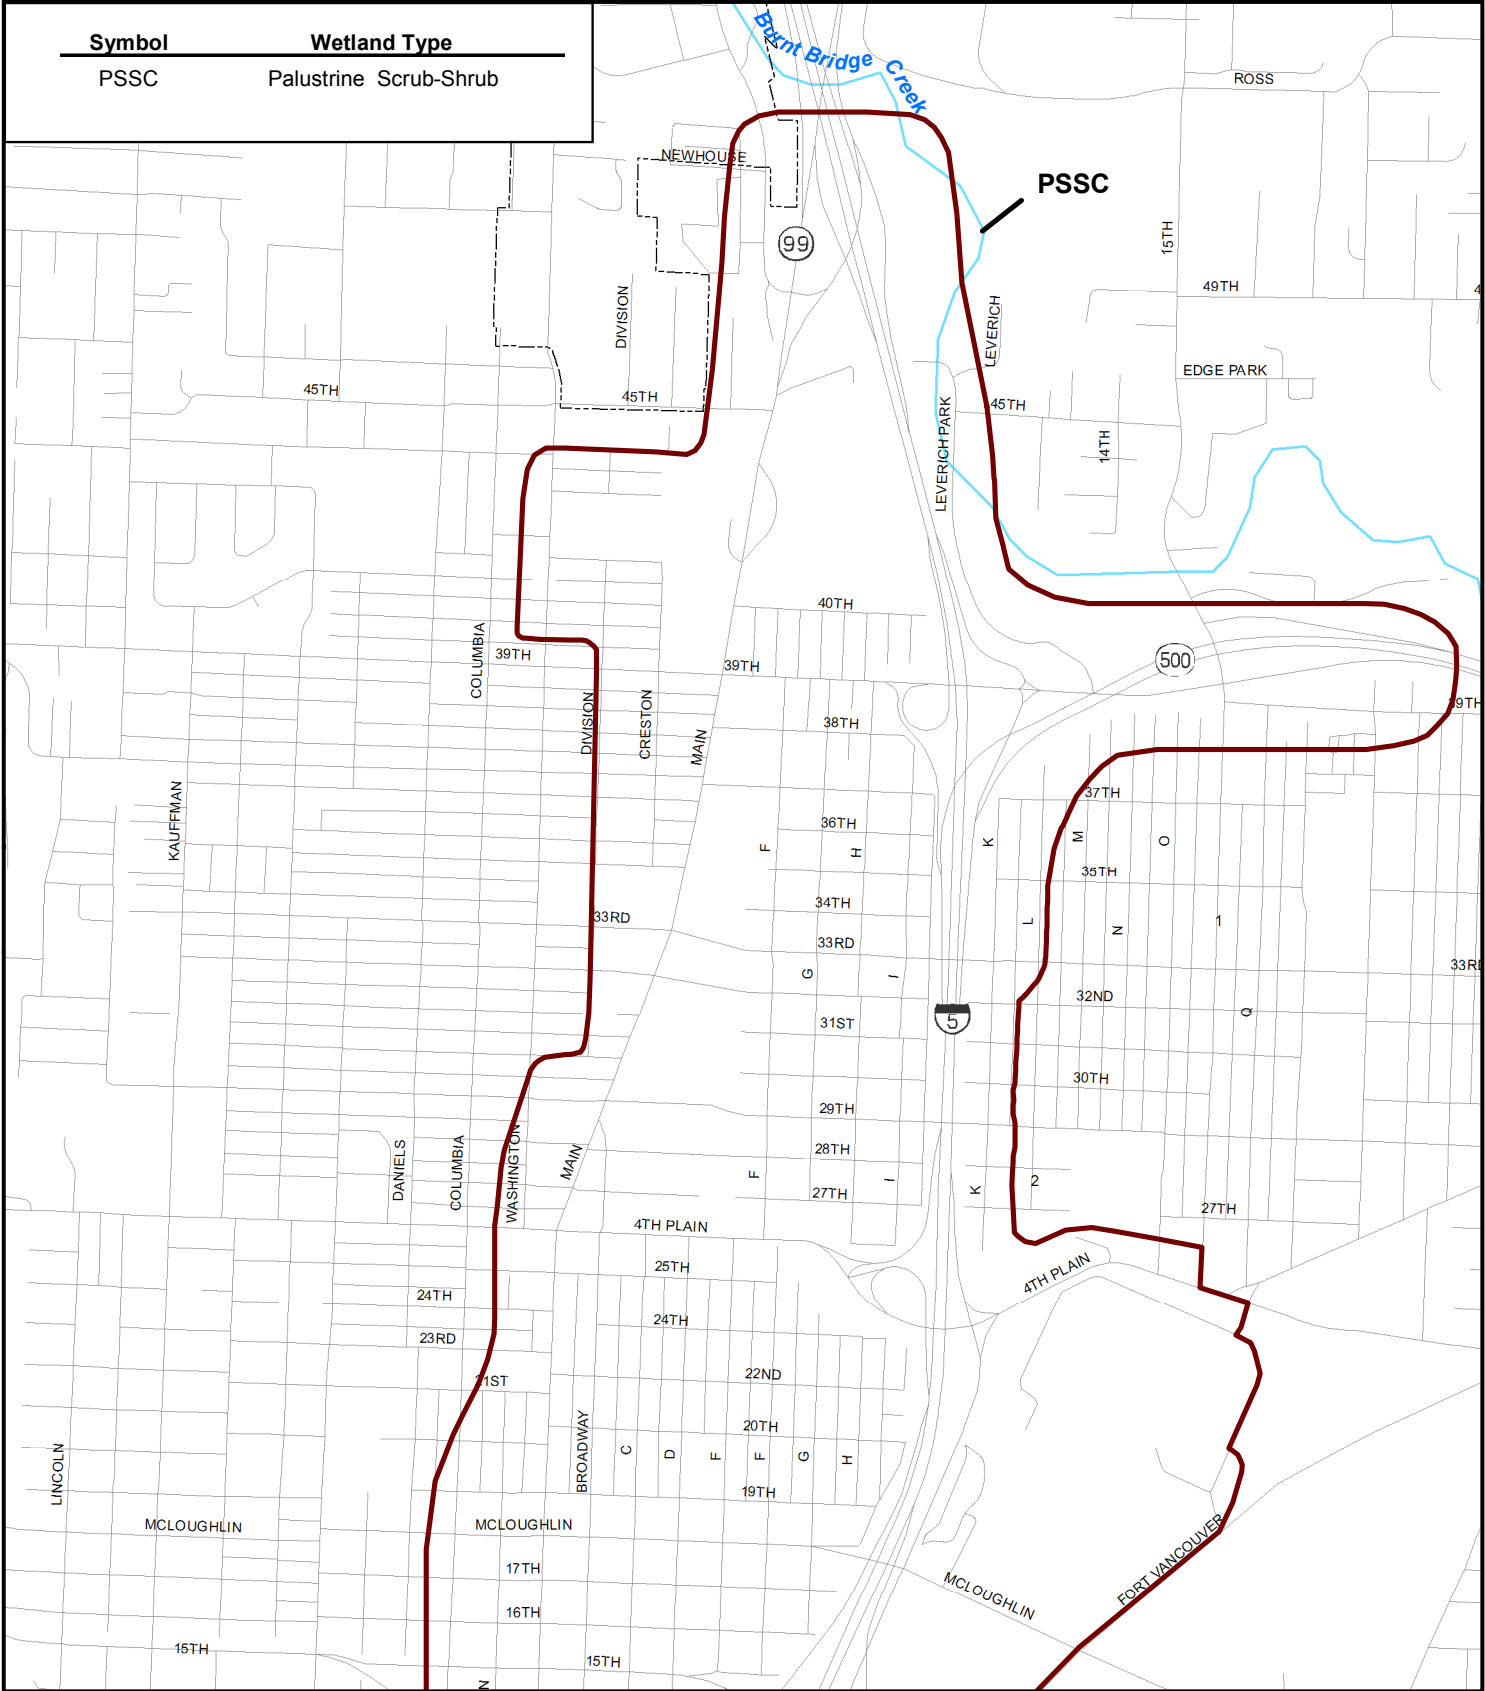 Symbol Wetland Type
PSSC Palustrine Scrub-Shrub
Burnt Bridge Creek
ROSS
NEWHOUSE
PSSC
99
15TH
49TH
DIVISION
LEVERICH
EDGE PARK
45TH
45TH
45TH
LEVERICH PARK
14TH
40TH
COLUMBIA
39TH
39TH
500
DIVISION
CRESTON
MAIN
38TH
39TH
KAUFFMAN
37TH
36TH
F
H
K
M
O
35TH
34TH
33RD
33RD
L
N
1
33RD
G
I
32ND
Q
31ST
5
30TH
29TH
DANIELS
COLUMBIA
WASHINGTON
MAIN
28TH
F
I
K
2
27TH
27TH
4TH PLAIN
25TH
4TH PLAIN
24TH
24TH
23RD
22ND
21ST
20TH
LINCOLN
BROADWAY
C
D
F
F
G
H
19TH
MCLOUGHLIN
MCLOUGHLIN
FORT VANCOUVER
17TH
MCLOUGHLIN
16TH
15TH
15TH
N